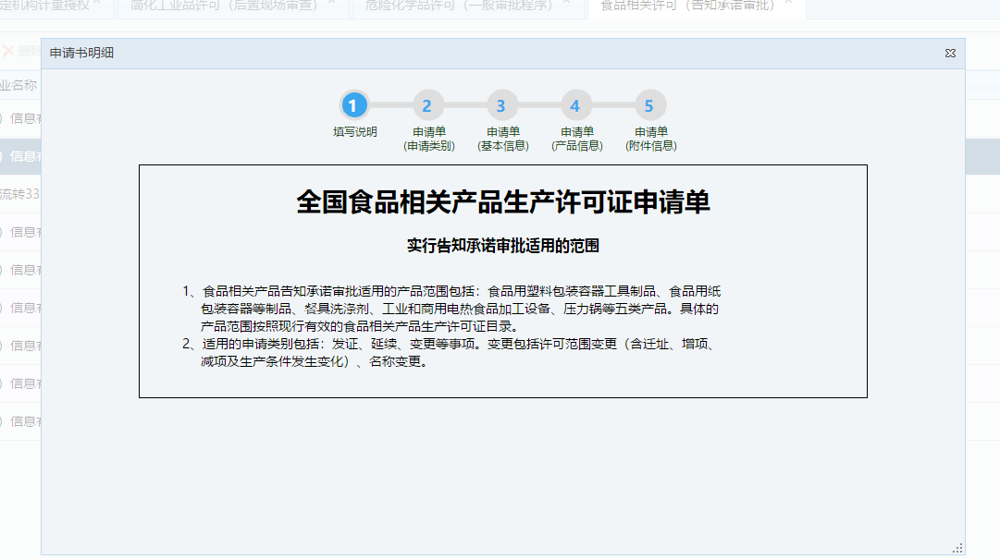 定机构计量授权
简化工业品许可（后置现场审查）
危险化学品许可（一般审批程序）
食品相关许可（告知承诺审批）
删除
申请书明细
业名称
1
2
3
4
5
填写说明
申请单
(申请类别)
申请单
(基本信息)
申请单
(产品信息)
申请单
(附件信息)
）信息有
）信息有
流转33
）信息有
）信息有
）信息有
）信息有
）信息有
）信息有
全国食品相关产品生产许可证申请单
实行告知承诺审批适用的范围
1、食品相关产品告知承诺审批适用的产品范围包括：食品用塑料包装容器工具制品、食品用纸
包装容器等制品、餐具洗涤剂、工业和商用电热食品加工设备、压力锅等五类产品。具体的
产品范围按照现行有效的食品相关产品生产许可证目录。
2、适用的申请类别包括：发证、延续、变更等事项。变更包括许可范围变更（含迁址、增项、
减项及生产条件发生变化）、名称变更。